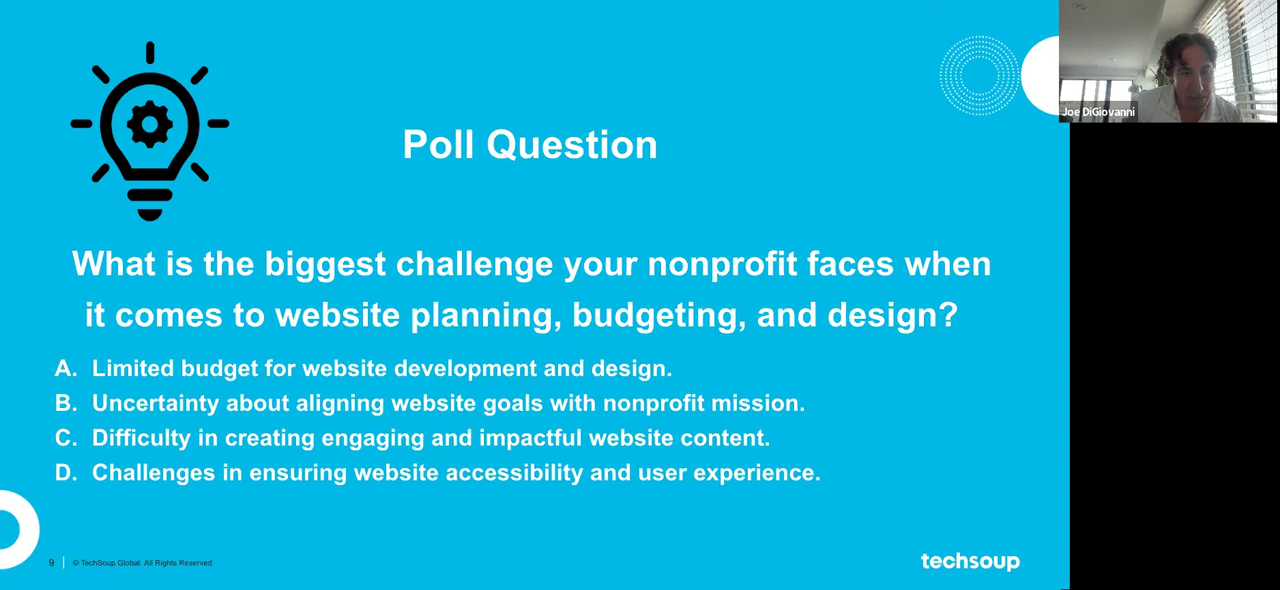 Joe DiGiovanni
Poll Question
What is the biggest challenge your nonprofit faces when
it comes to website planning, budgeting, and design?
A. Limited budget for website development and design.
B. Uncertainty about aligning website goals with nonprofit mission.
C. Difficulty in creating engaging and impactful website content.
D. Challenges in ensuring website accessibility and user experience.
9 | © TechSoup Global. All Rights Reserved.
techsoup